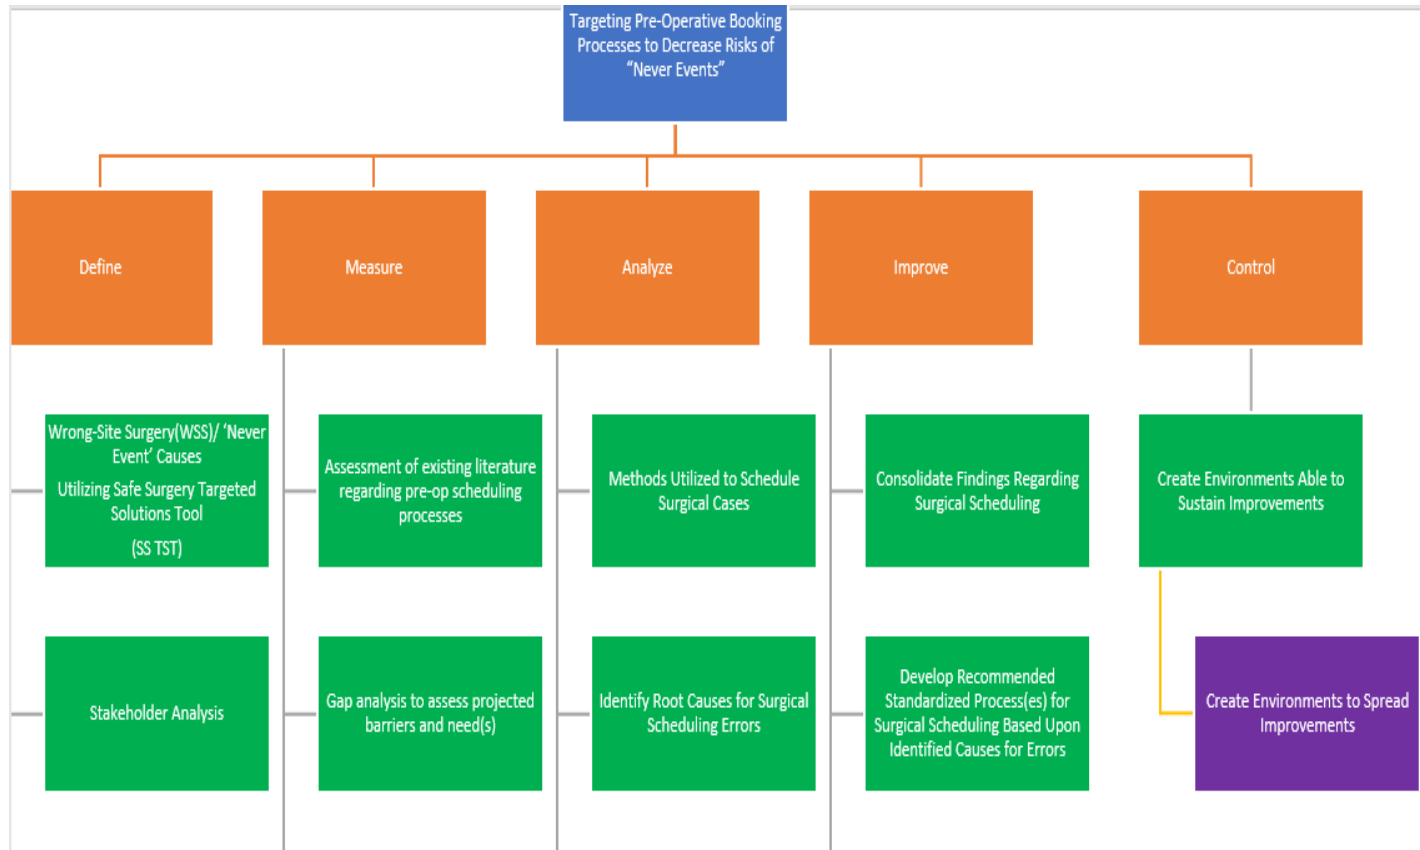 Targeting Pre-Operative Booking
Processes to Decrease Risks of
“Never Events”
Define
Measure
Analyze
Improve
Control
Wrong-Site Surgery(WSS)/ ‘Never
Event’ Causes
Utilizing Safe Surgery Targeted
Solutions Tool
(SS TST)
Assessment of existing literature
regarding pre-op scheduling
processes
Methods Utilized to Schedule
Surgical Cases
Consolidate Findings Regarding
Surgical Scheduling
Create Environments Able to
Sustain Improvements
Stakeholder Analysis
Gap analysis to assess projected
barriers and need(s)
Identify Root Causes for Surgical
Scheduling Errors
Develop Recommended
Standardized Process(es) for
Surgical Scheduling Based Upon
Identified Causes for Errors
Create Environments to Spread
Improvements